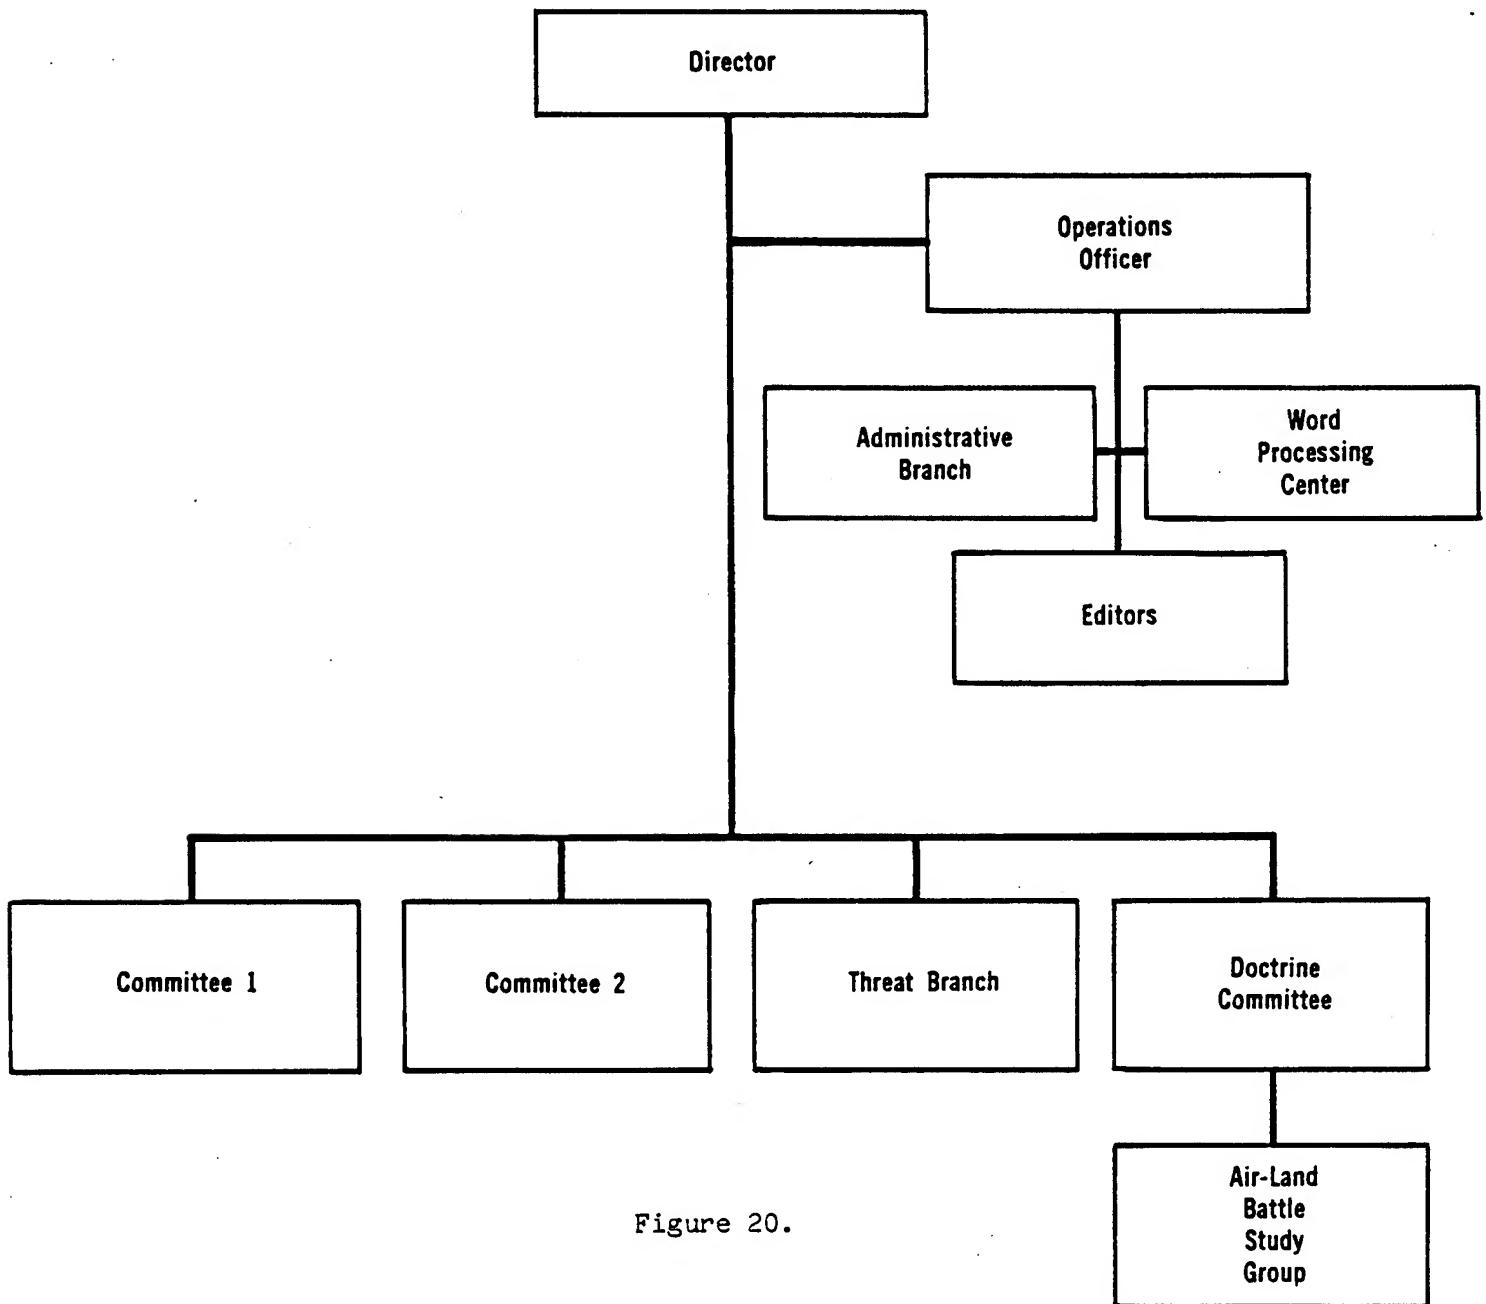 Director
Operations
Officer
Administrative
Branch
Word
Processing
Center
Editors
Committee 1
Committee 2
Threat Branch
Doctrine
Committee
Air-Land
Battle
Study
Group
Figure 20.